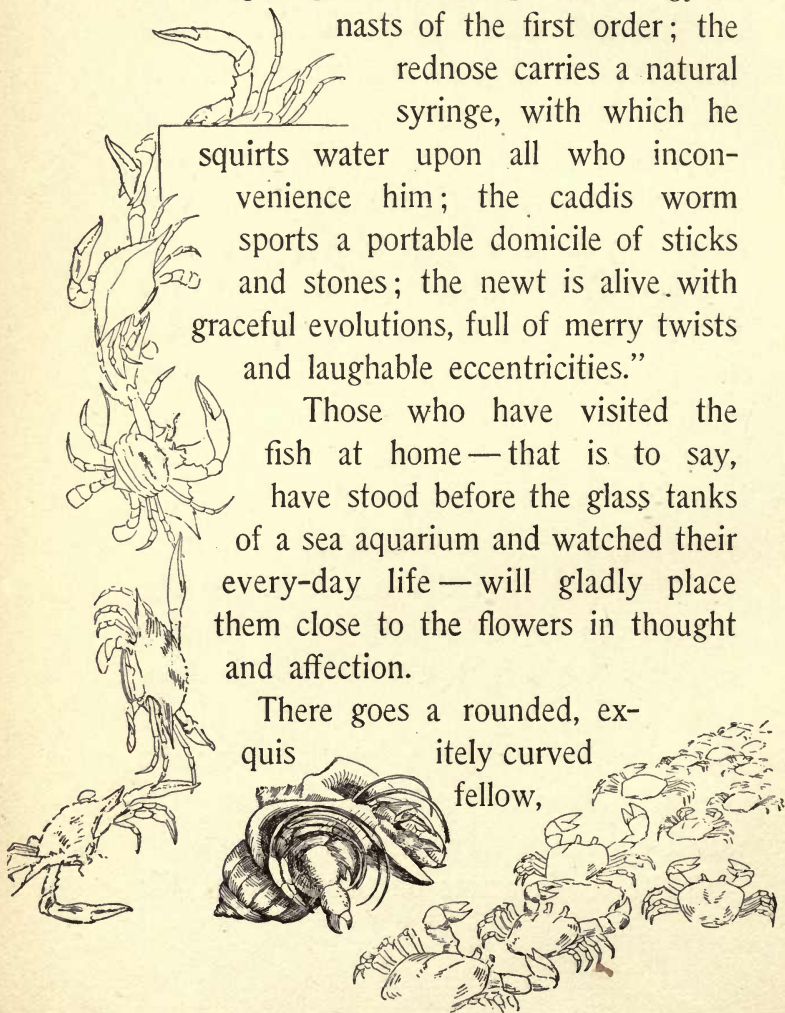 nasts of the first order; the
rednose carries a natural
syringe, with which he
squirts water upon all who incon-
venience him; the caddis worm
sports a portable domicile of sticks
and stones; the newt is alive with
graceful evolutions, full of merry twists
and laughable eccentricities.”
Those who have visited the
fish at home — that is to say,
have stood before the glass tanks
of a sea aquarium and watched their
every-day life — will gladly place
them close to the flowers in thought
and affection.
There goes a rounded, ex-
quis itely curved
fellow,